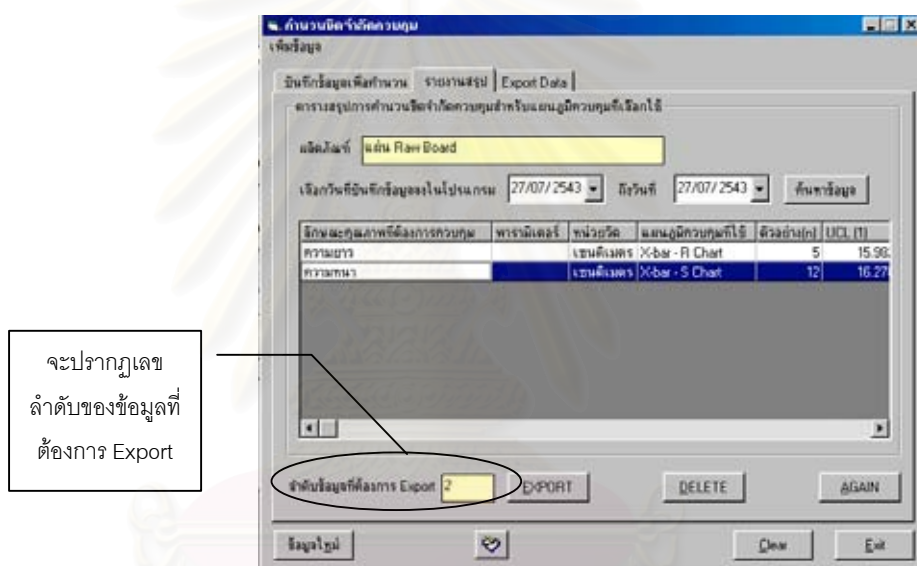 คำนวนขีดจำกัดควบคุม
เพิ่มข้อมูล
บันทึกข้อมูลเพื่อคำนวน รายงานสรุป Export Data
ตารางสรุปการคำนวนขีดจำกัดควบคุมสำหรับแผนภูมิควบคุมที่เลือกใช้
ผลิตภัณฑ์ แผ่น Raw Board
เลือกวันที่บันทึกข้อมูลลงในโปรแกรม 27/07/2543 ถึงวันที่ 27/07/2543 ค้นหาข้อมูล
ลักษณะคุณภาพที่ต้องการควบคุม พารามิเตอร์ หน่วยวัด แผนภูมิควบคุมที่ใช้ ตัวอย่าง(n) UCL (1)
ความยาว เซนติเมตร X-bar - R Chart 5 15.98
ความหนา เซนติเมตร X-bar - S Chart 12 16.27
จะปรากฏเลข
ลำดับของข้อมูลที่
ต้องการ Export
ลำดับข้อมูลที่ต้องการ Export 2 EXPORT DELETE AGAIN
ข้อมูลใหม่ Clear Exit